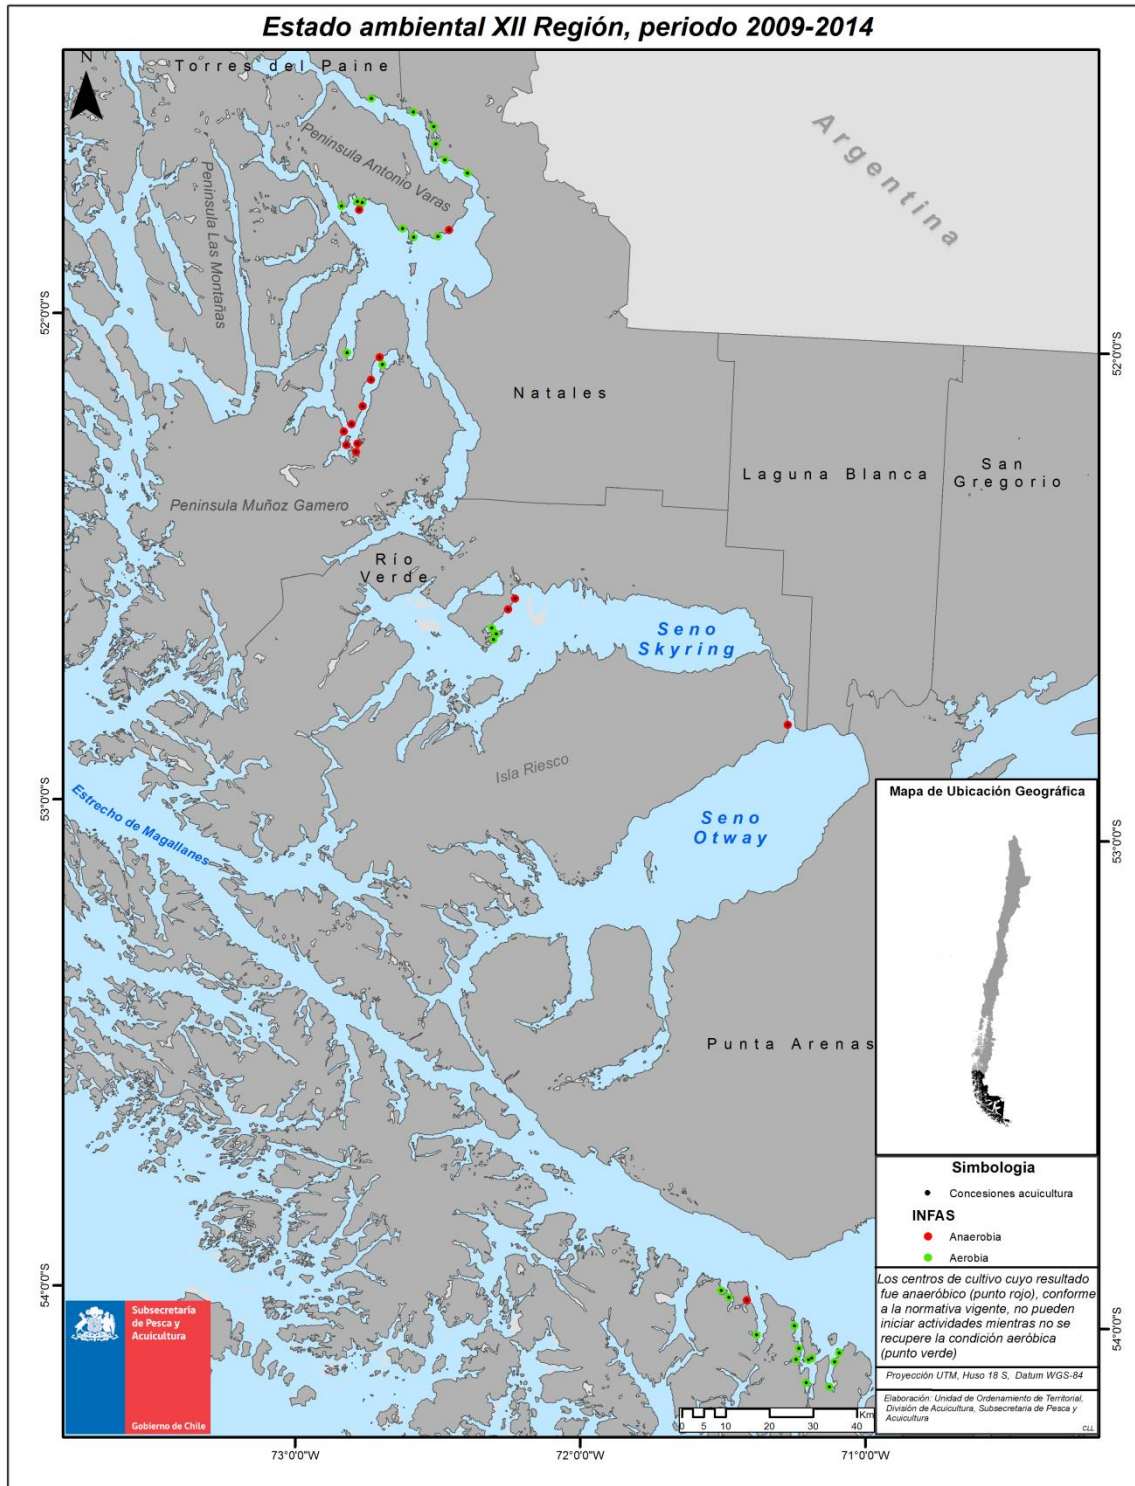 Estado ambiental XII Región, periodo 2009-2014
N
Torres del Paine
Argentina
Peninsula Antonio Varas
Peninsula Las Montañas
52°0'0"S
52°0'0"S
Natales
Laguna Blanca
San
Gregorio
Peninsula Muñoz Gamero
Río
Verde
Seno
Skyring
Isla Riesco
Seno
Otway
Estrecho de Magallanes
53°0'0"S
53°0'0"S
Punta Arenas
Mapa de Ubicación Geográfica
Simbologia
Concesiones acuicultura
INFAS
Anaerobia
Aerobia
Los centros de cultivo cuyo resultado
fue anaeróbico (punto rojo), conforme
a la normativa vigente, no pueden
iniciar actividades mientras no se
recupere la condición aeróbica
(punto verde)
Proyección UTM, Huso 18 S, Datum WGS-84
Elaboración: Unidad de Ordenamiento de Territorial,
División de Acuicultura, Subsecretaria de Pesca y
Acuicultura
CLL
54°0'0"S
54°0'0"S
Subsecretaría
de Pesca y
Acuicultura
Gobierno de Chile
0 5 10 20 30 40
Km
73°0'0"W
72°0'0"W
71°0'0"W